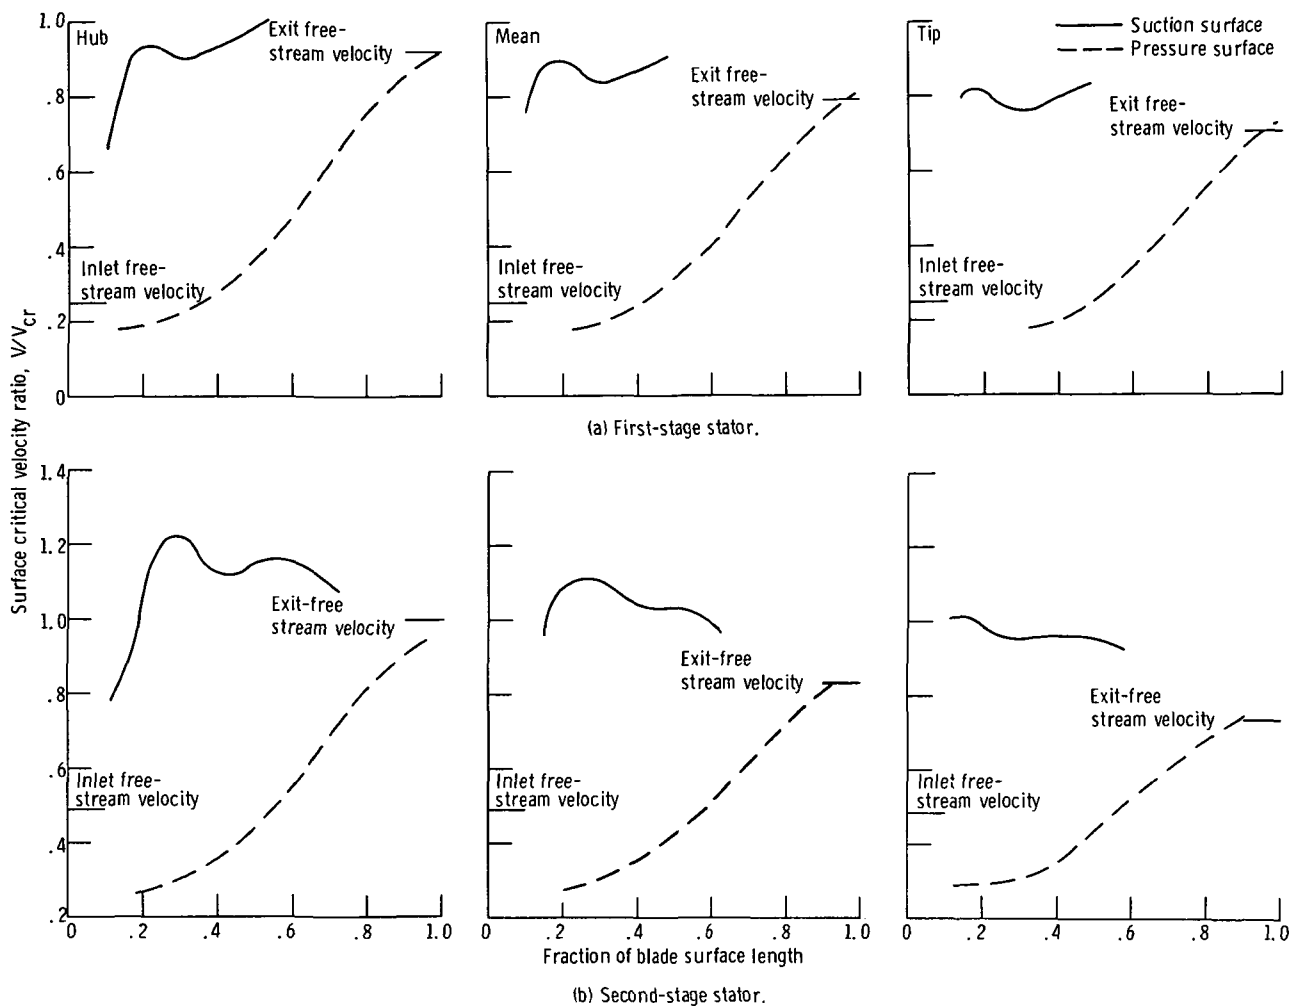 1.0
Hub
Exit free-
stream velocity
Mean
Exit free-
stream velocity
Tip
Suction surface
Pressure surface
Exit free-
stream velocity
.8
.6
.4
Inlet free-
stream velocity
Inlet free-
stream velocity
Inlet free-
stream velocity
.2
0
(a) First-stage stator.
Surface critical velocity ratio, V/Vcr
1.4
1.2
1.0
Exit-free
stream velocity
Exit-free
stream velocity
Exit-free
stream velocity
.8
.6
Inlet free-
stream velocity
Inlet free-
stream velocity
Inlet free-
stream velocity
.4
.2
0 .2 .4 .6 .8 1.0
0 .2 .4 .6 .8 1.0
0 .2 .4 .6 .8 1.0
Fraction of blade surface length
(b) Second-stage stator.